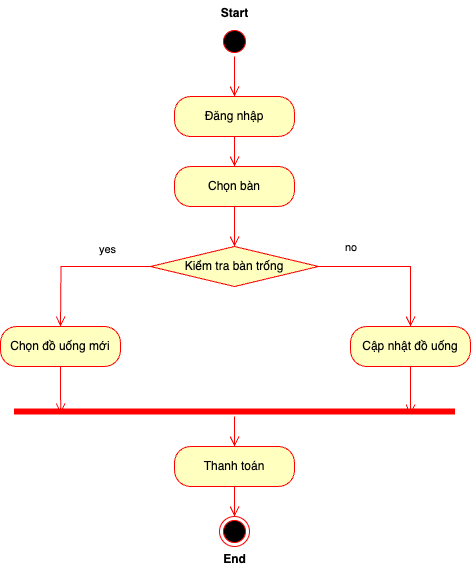 Start
Đăng nhập
Chọn bàn
yes
no
Kiểm tra bàn trống
Chọn đồ uống mới
Cập nhật đồ uống
Thanh toán
End